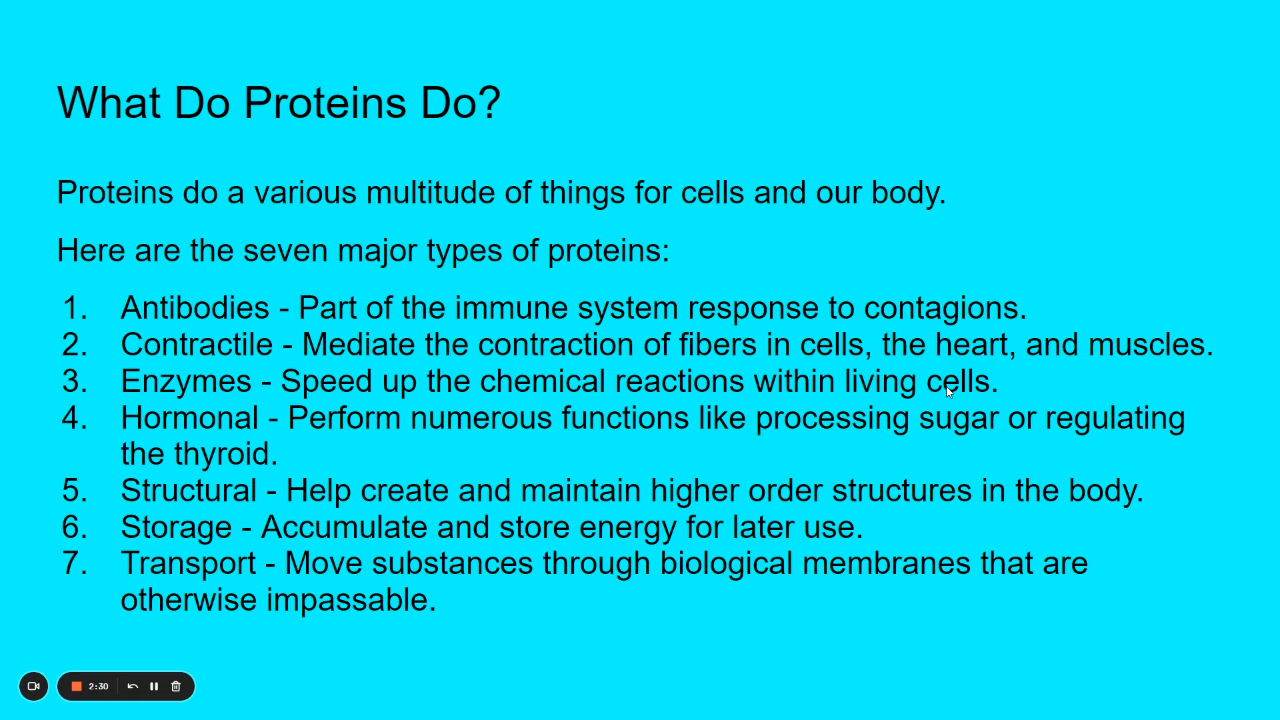 What Do Proteins Do?
Proteins do a various multitude of things for cells and our body.
Here are the seven major types of proteins:
1. Antibodies - Part of the immune system response to contagions.
2. Contractile - Mediate the contraction of fibers in cells, the heart, and muscles.
3. Enzymes - Speed up the chemical reactions within living cells.
4. Hormonal - Perform numerous functions like processing sugar or regulating
the thyroid.
5. Structural - Help create and maintain higher order structures in the body.
6. Storage - Accumulate and store energy for later use.
7. Transport - Move substances through biological membranes that are
otherwise impassable.
2:30